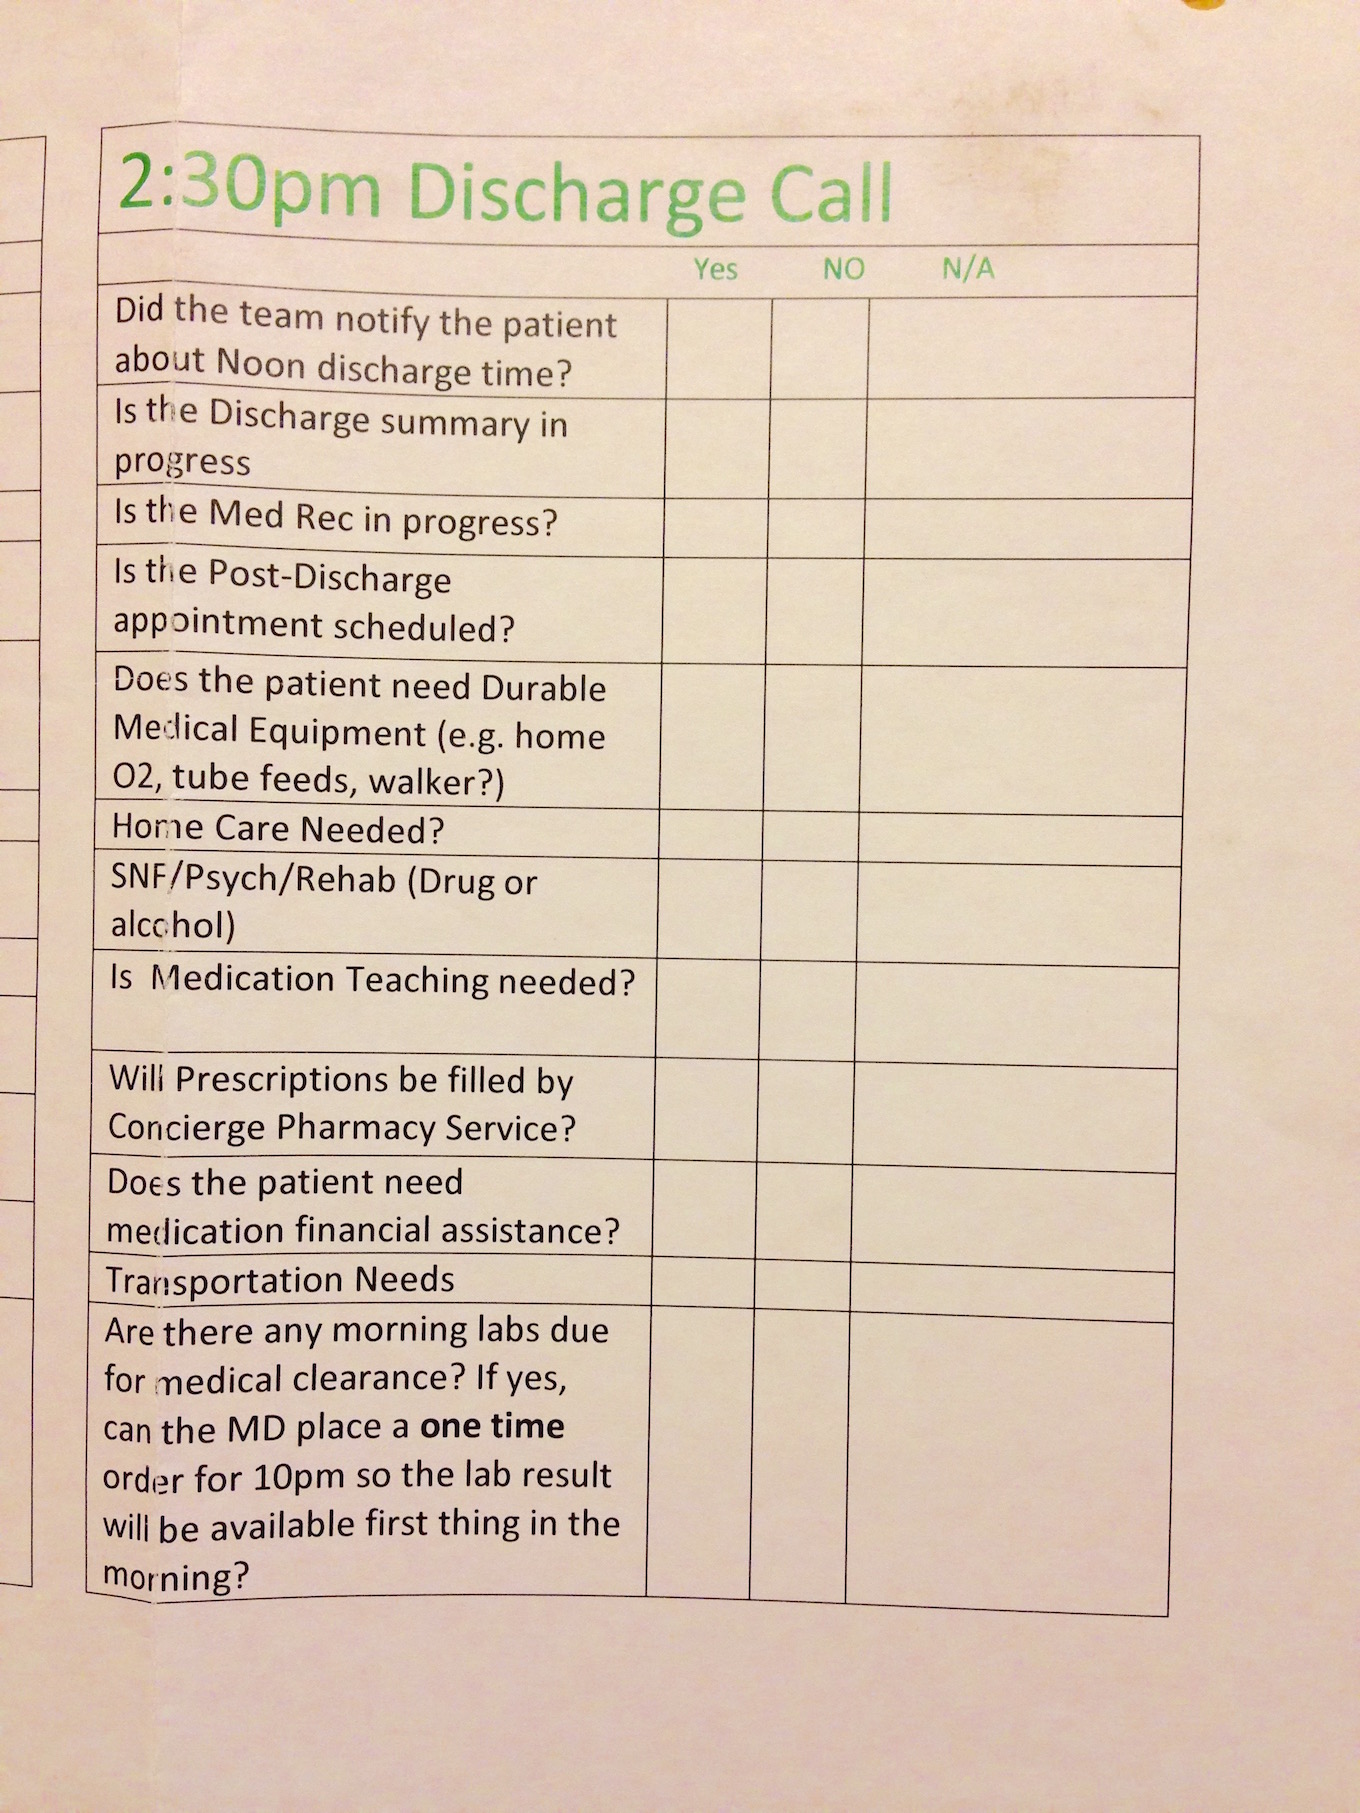 2:30pm Discharge Call
Yes NO N/A
Did the team notify the patient
about Noon discharge time?
Is the Discharge summary in
progress
Is the Med Rec in progress?
Is the Post-Discharge
appointment scheduled?
Does the patient need Durable
Medical Equipment (e.g. home
O2, tube feeds, walker?)
Home Care Needed?
SNF/Psych/Rehab (Drug or
alcohol)
Is Medication Teaching needed?
Will Prescriptions be filled by
Concierge Pharmacy Service?
Does the patient need
medication financial assistance?
Transportation Needs
Are there any morning labs due
for medical clearance? If yes,
can the MD place a one time
order for 10pm so the lab result
will be available first thing in the
morning?